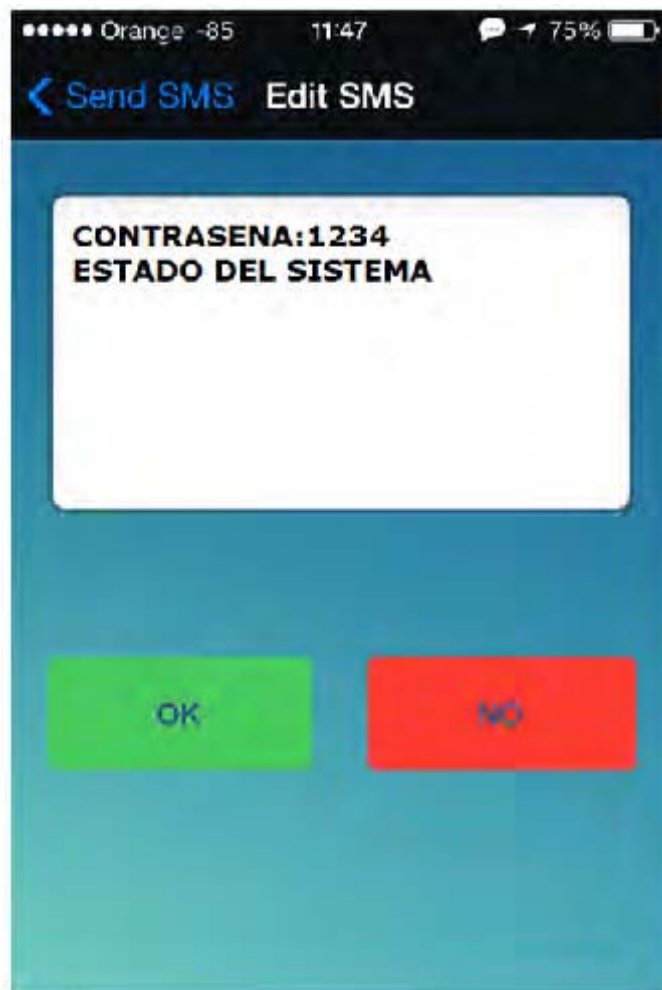 Orange -85 11:47 75%
Send SMS Edit SMS
CONTRASENA:1234
ESTADO DEL SISTEMA
OK NO